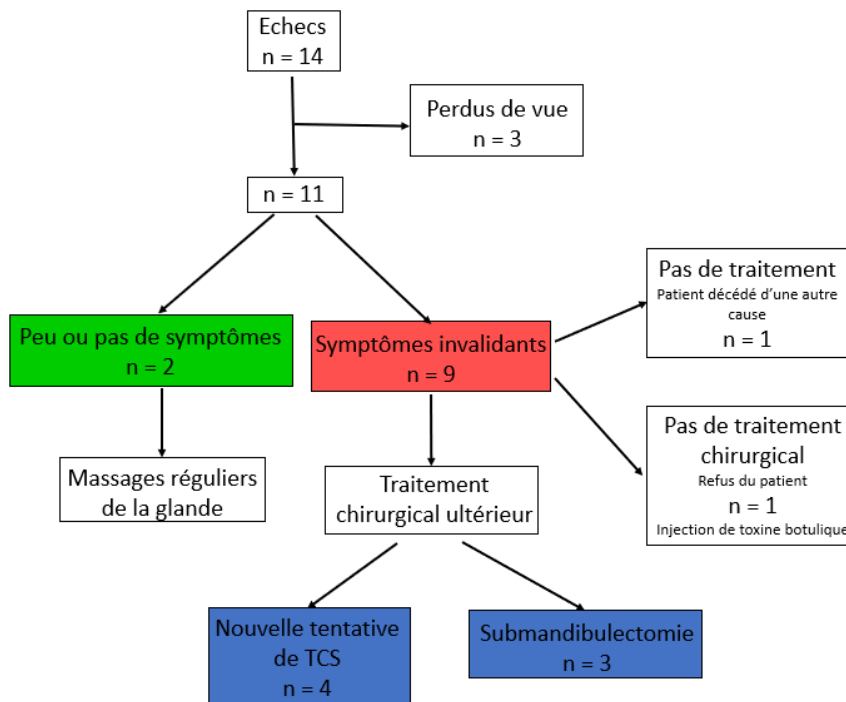 Echecs
n = 14
Perdus de vue
n = 3
n = 11
Peu ou pas de symptômes
n = 2
Symptômes invalidants
n = 9
Pas de traitement
Patient décédé d'une autre
cause
n = 1
Pas de traitement
chirurgical
Refus du patient
n = 1
Injection de toxine botulique
Massages réguliers
de la glande
Traitement
chirurgical ultérieur
Nouvelle tentative
de TCS
n = 4
Submandibulectomie
n = 3